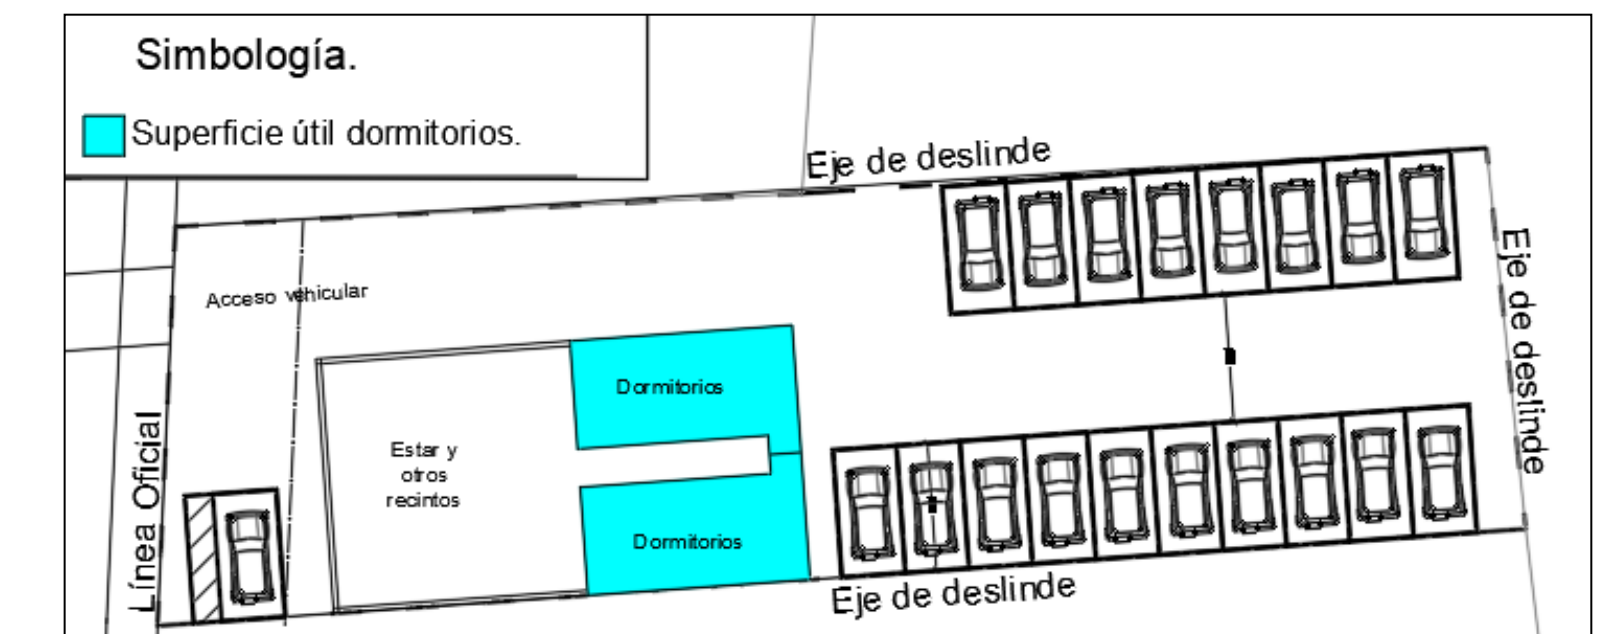 Simbología.
Superficie útil dormitorios.
Eje de deslinde
Eje de deslinde
Acceso vehicular
Dormitorios
Estar y
otros
recintos
Línea Oficial
Dormitorios
Eje de deslinde